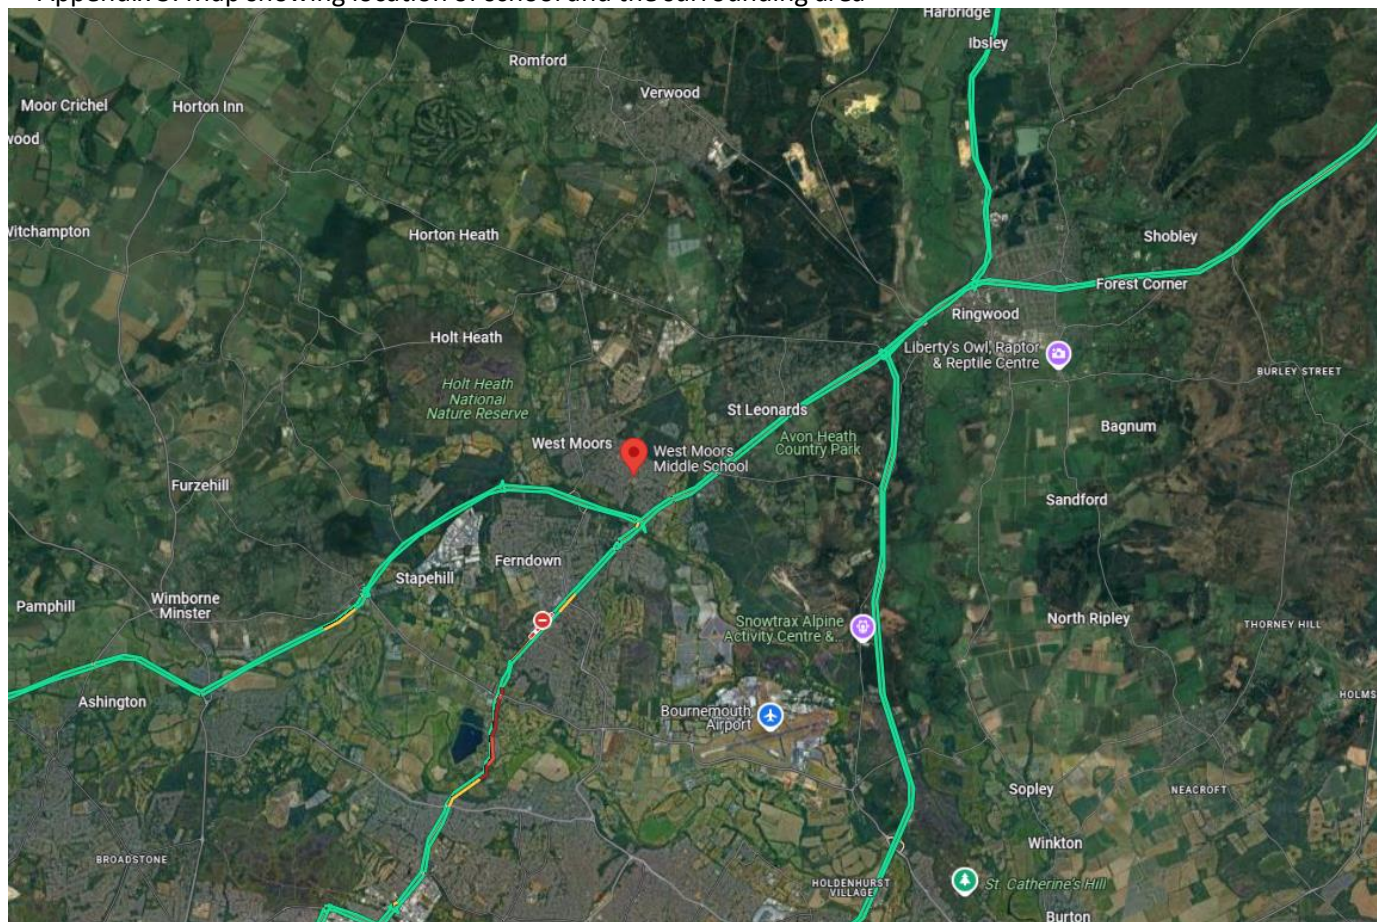 Harbridge
Ibsley
Romford
Verwood
Moor Crichel
Horton Inn
wood
Witchampton
Horton Heath
Shobley
Forest Corner
Ringwood
Holt Heath
Liberty's Owl, Raptor
& Reptile Centre
BURLEY STREET
Holt Heath
National
Nature Reserve
St Leonards
Bagnum
West Moors
West Moors
Middle School
Avon Heath
Country Park
Furzehill
Sandford
Ferndown
Stapehill
Wimborne
Minster
Pamphill
Snowtrax Alpine
Activity Centre &...
North Ripley
THORNEY HILL
Ashington
HOLMS
Bournemouth
Airport
Sopley
NEACROFT
Winkton
BROADSTONE
HOLDENHURST
VILLAGE
St. Catherine's Hill
Burton